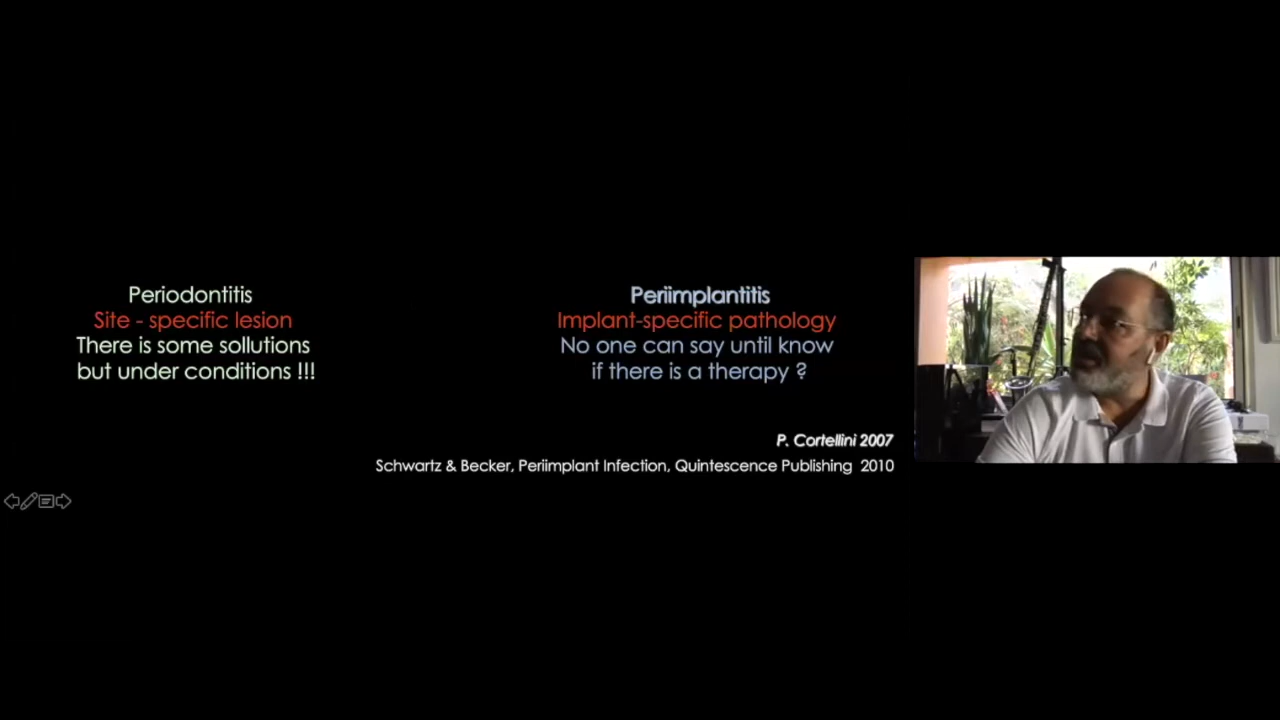 Periodontitis
Site - specific lesion
There is some sollutions
but under conditions !!!
Periimplantitis
Implant-specific pathology
No one can say until know
if there is a therapy ?
P. Cortellini 2007
Schwartz & Becker, Periimplant Infection, Quintescence Publishing 2010